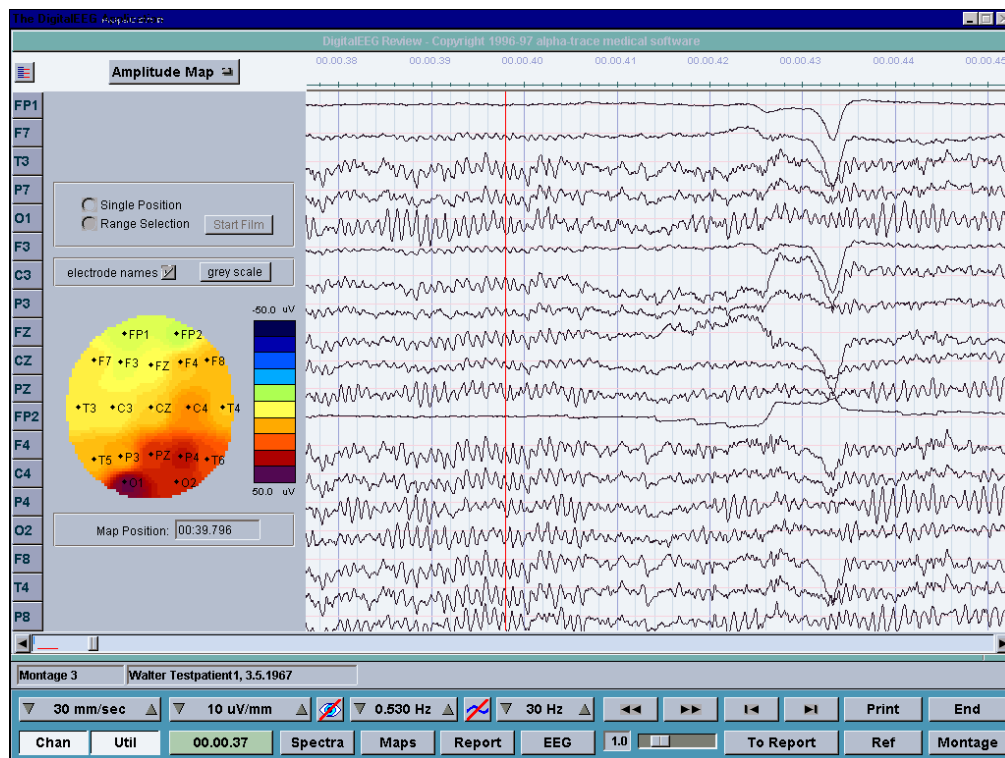 The DigitalEEG
DigitalEEG Review - Copyright 1996-97 alpha-trace medical software
Amplitude Map
00.00.38 00.00.39 00.00.40 00.00.41 00.00.42 00.00.43 00.00.44 00.00.45
FP1
F7
T3
P7
O1
F3
C3
P3
FZ
CZ
PZ
FP2
F4
C4
P4
O2
F8
T4
P8
Single Position
Range Selection Start Film
electrode names grey scale
-50.0 uV
FP1 FP2
F7 F3 FZ F4 F8
T3 C3 CZ C4 T4
T5 P3 PZ P4 T6
O1 O2
50.0 uV
Map Position: 00:39.796
Montage 3 Walter Testpatient1, 3.5.1967
30 mm/sec 10 uV/mm 0.530 Hz 30 Hz Print End
Chan Util 00.00.37 Spectra Maps Report EEG 1.0 To Report Ref Montage